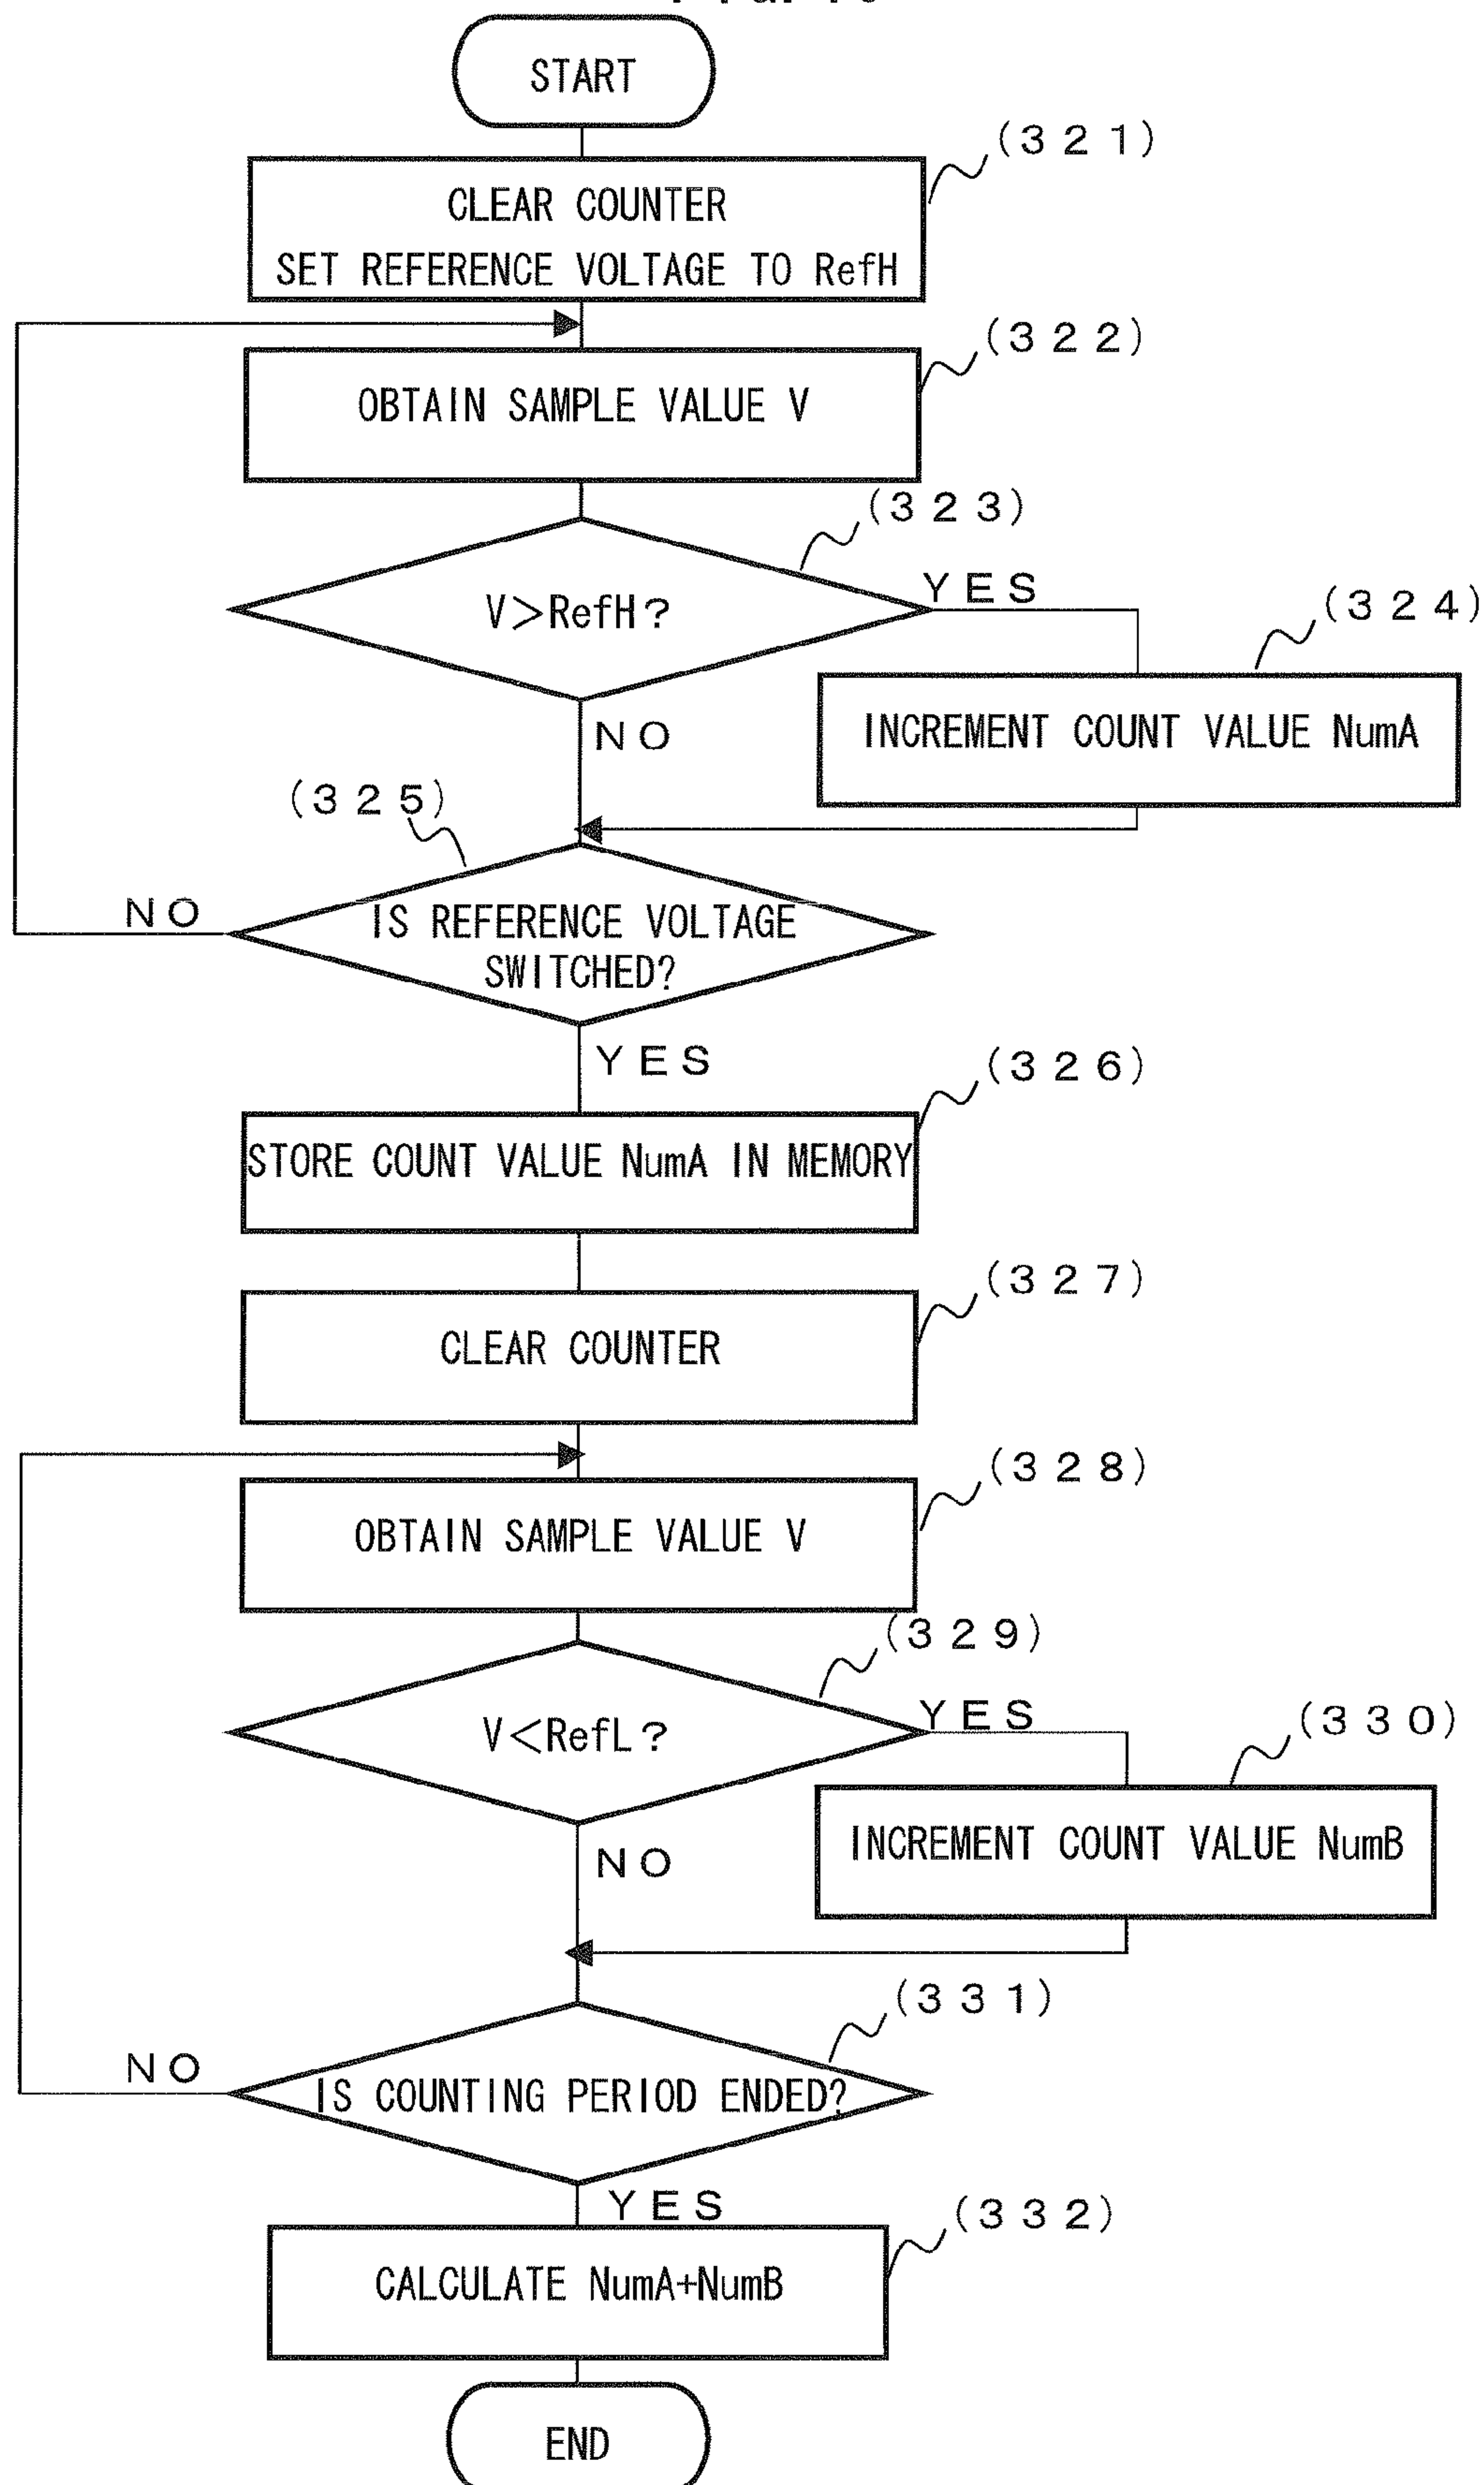 START
(321)
CLEAR COUNTER
SET REFERENCE VOLTAGE TO RefH
(322)
OBTAIN SAMPLE VALUE V
(323)
V>RefH?
YES
(324)
INCREMENT COUNT VALUE NumA
NO
(325)
IS REFERENCE VOLTAGE
SWITCHED?
NO
YES
(326)
STORE COUNT VALUE NumA IN MEMORY
(327)
CLEAR COUNTER
(328)
OBTAIN SAMPLE VALUE V
(329)
V<RefL?
YES
(330)
INCREMENT COUNT VALUE NumB
NO
(331)
IS COUNTING PERIOD ENDED?
NO
YES
(332)
CALCULATE NumA+NumB
END